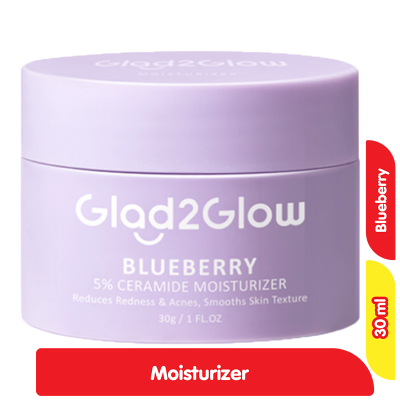 Glad2Glow
Moisturizer
Glad2Glow
BLUEBERRY
5% CERAMIDE MOISTURIZER
Reduces Redness & Acnes, Smooths Skin Texture
30g / 1 FL.OZ
Blueberry
30 ml
Moisturizer